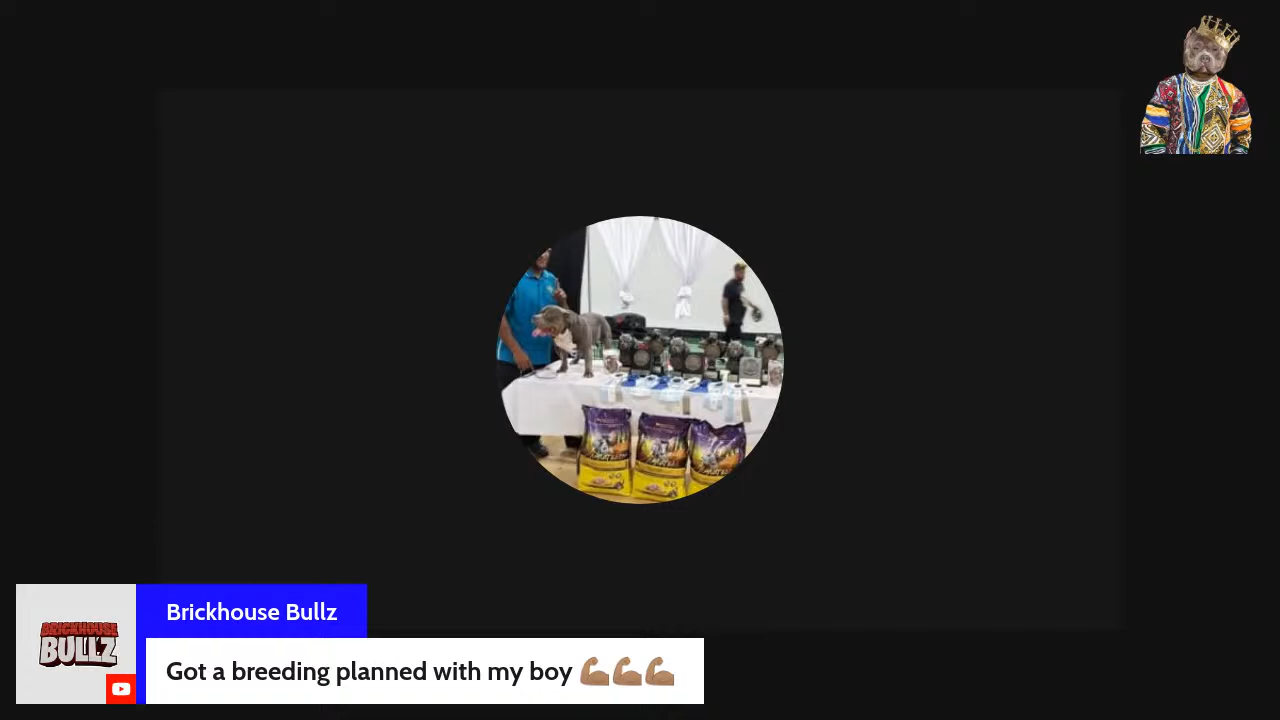 BRICKHOUSE
BULLZ
Brickhouse Bullz
Got a breeding planned with my boy 💪🏽💪🏽💪🏽